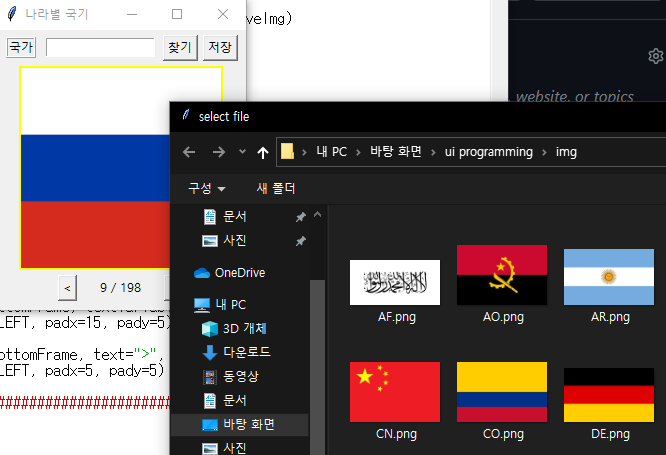 나라별 국기
veImg)
국가
찾기
저장
website, or topics
select file
내 PC
바탕 화면
ui programming
img
구성
새 폴더
문서
사진
OneDrive
내 PC
3D 개체
다운로드
동영상
문서
바탕 화면
사진
AF.png
AO.png
AR.png
CN.png
CO.png
DE.png
<
9 / 198
LEFT, padx=15, pady=5)
ottomFrame, text=">",
LEFT, padx=5, pady=5)